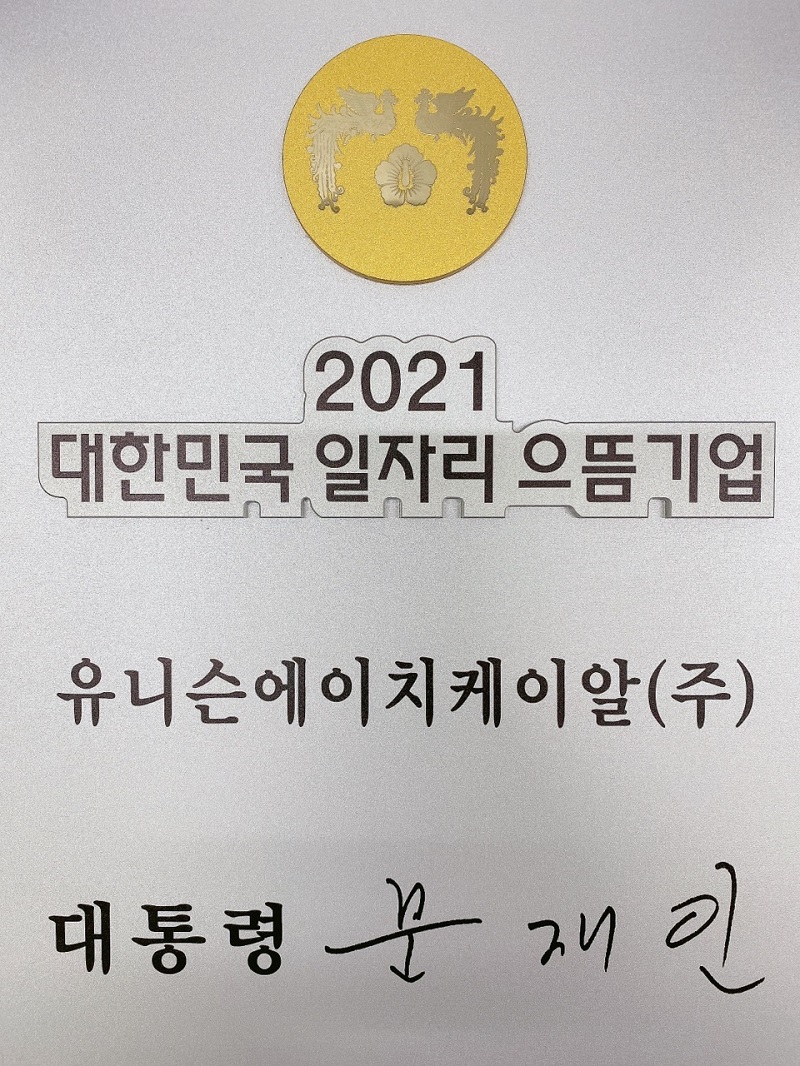 2021
대한민국 일자리 으뜸기업
유니슨에이치케이알(주)
대통령 문재인